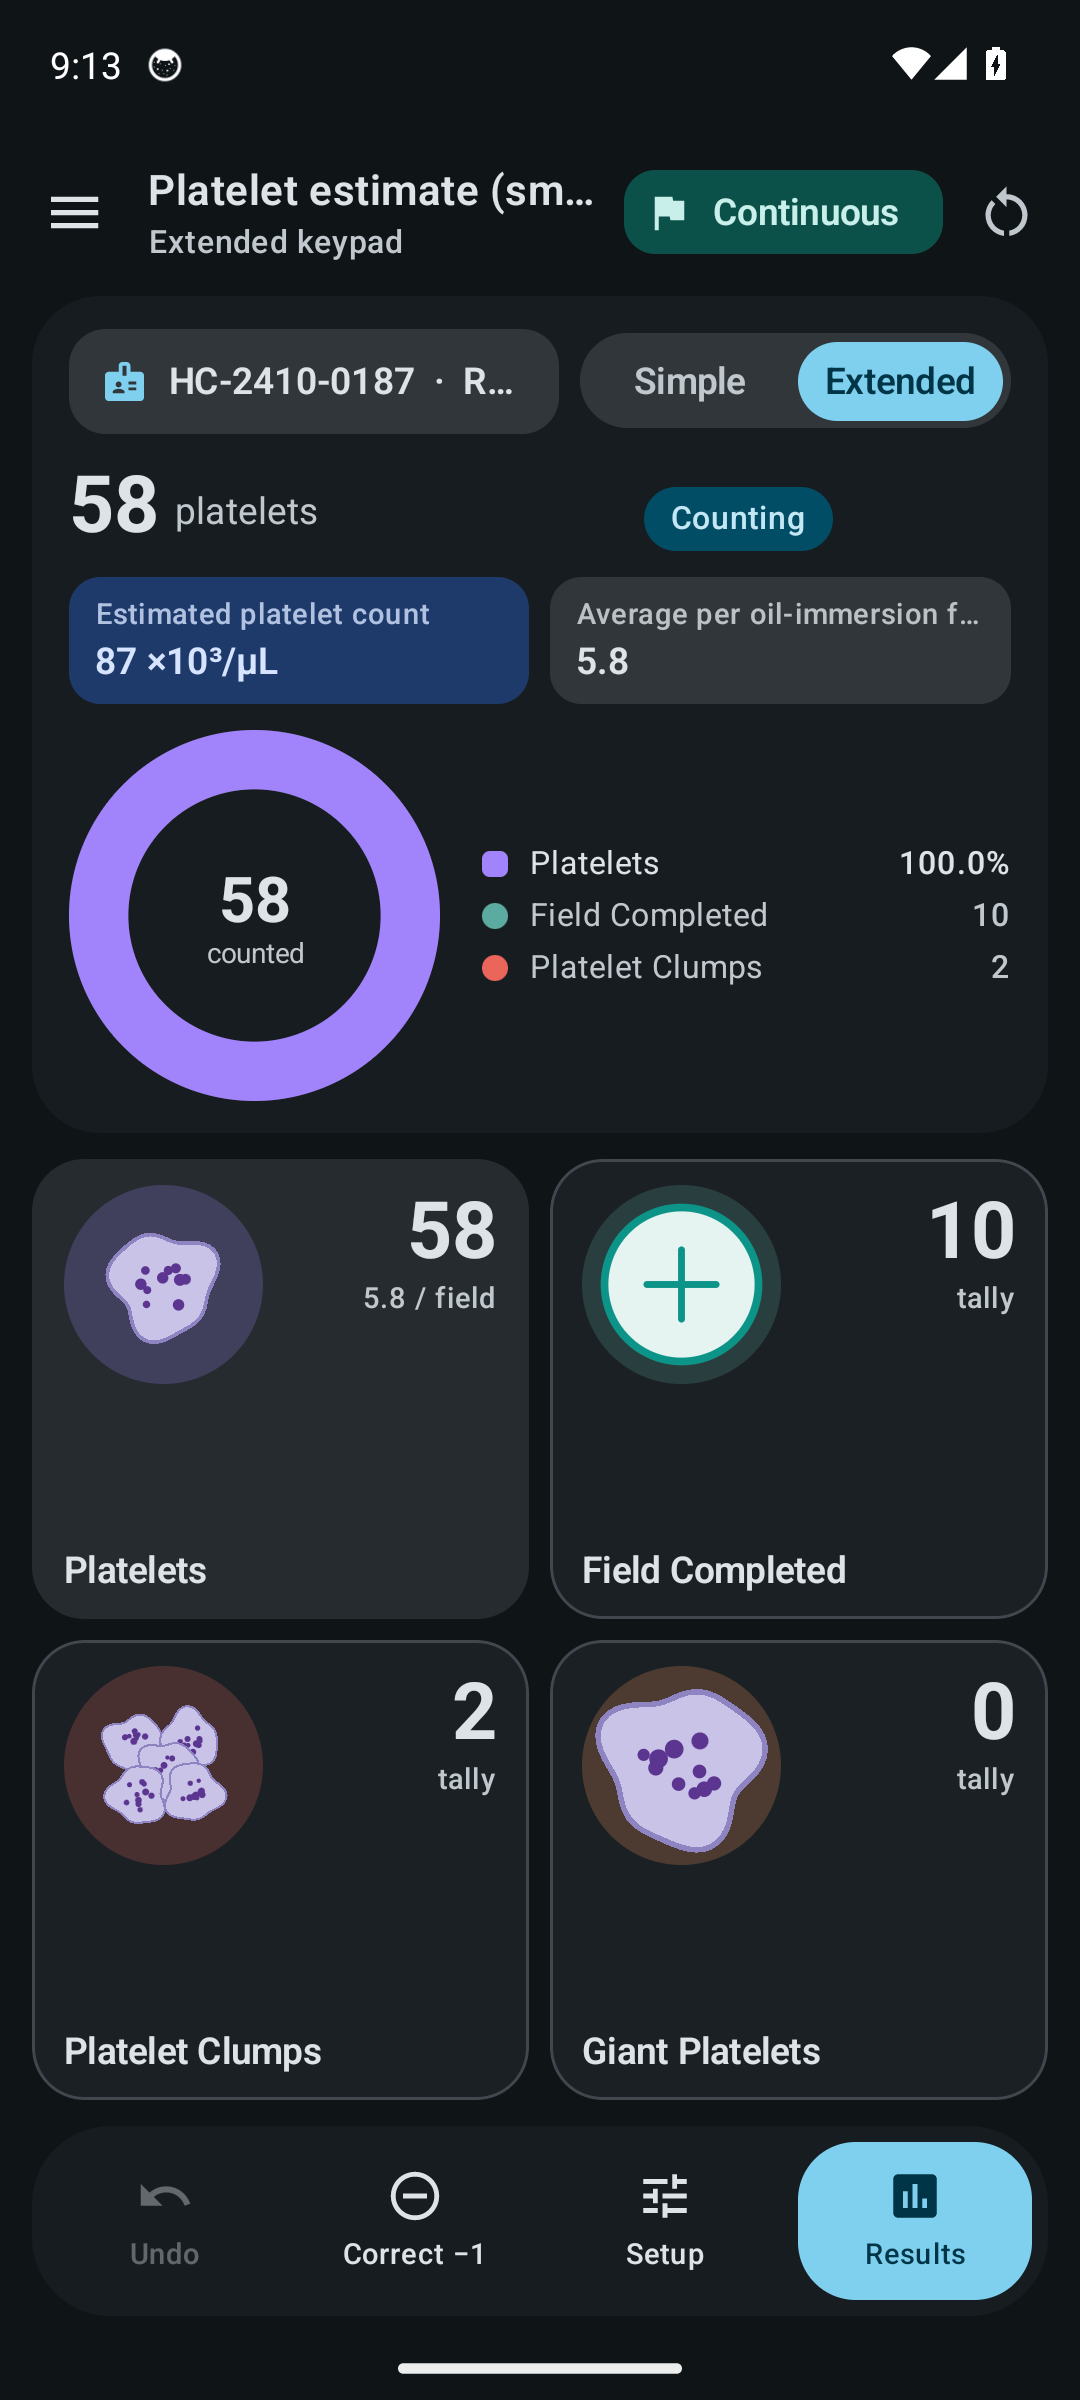 9:13
Platelet estimate (sm...
Extended keypad
Continuous
HC-2410-0187 · R...
Simple
Extended
58 platelets
Counting
Estimated platelet count
87 ×10³/µL
Average per oil-immersion f...
5.8
58
counted
Platelets 100.0%
Field Completed 10
Platelet Clumps 2
58
5.8 / field
Platelets
10
tally
Field Completed
2
tally
Platelet Clumps
0
tally
Giant Platelets
Undo
Correct −1
Setup
Results